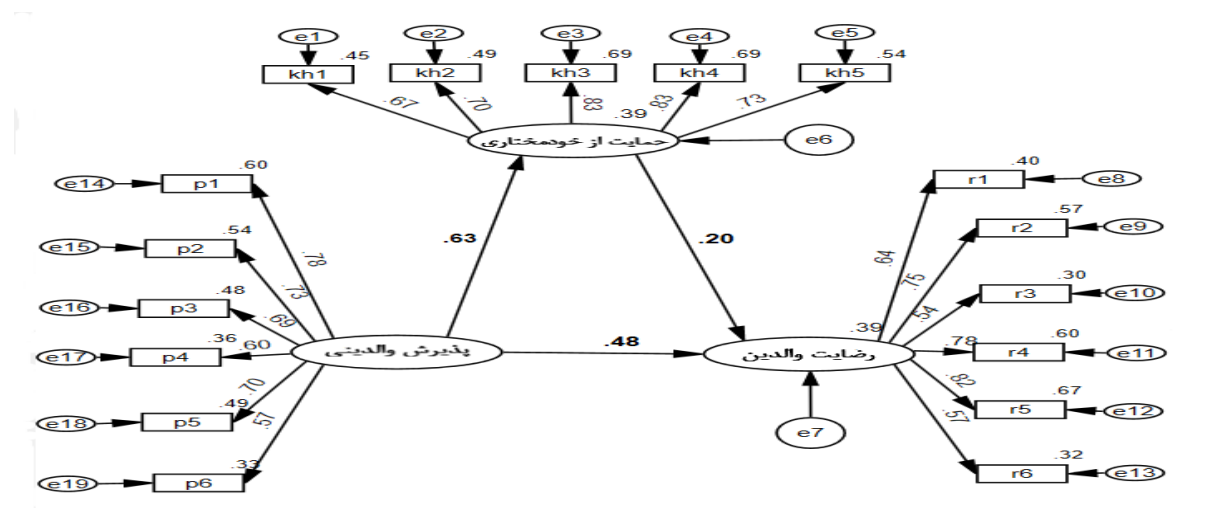 e1 e2 e3 e4 e5
.45 .49 .69 .69 .54
kh1 kh2 kh3 kh4 kh5
.67 .70 .83 .83 .73
.39
حمایت از خودمختاری
e6
.60
e14 p1
.54
e15 p2
.48
e16 p3
.36
e17 p4
.49
e18 p5
.33
e19 p6
.78
.73
.69
.60
.70
.57
پذیرش والدینی
.63
.20
.48
.39
رضایت والدین
e7
.64
.75
.54
.78
.82
.57
.40
r1 e8
.57
r2 e9
.30
r3 e10
.60
r4 e11
.67
r5 e12
.32
r6 e13